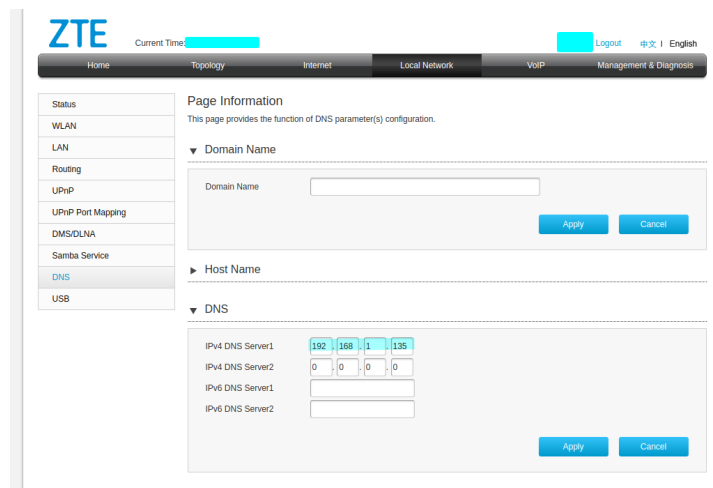 ZTE
Current Time:
Logout 中文 | English
Home Topology Internet Local Network VoIP Management & Diagnosis
Status
WLAN
LAN
Routing
UPnP
UPnP Port Mapping
DMS/DLNA
Samba Service
DNS
USB
Page Information
This page provides the function of DNS parameter(s) configuration.
Domain Name
Domain Name
Apply Cancel
Host Name
DNS
IPv4 DNS Server1 192 . 168 . 1 . 135
IPv4 DNS Server2 0 . 0 . 0 . 0
IPv6 DNS Server1
IPv6 DNS Server2
Apply Cancel